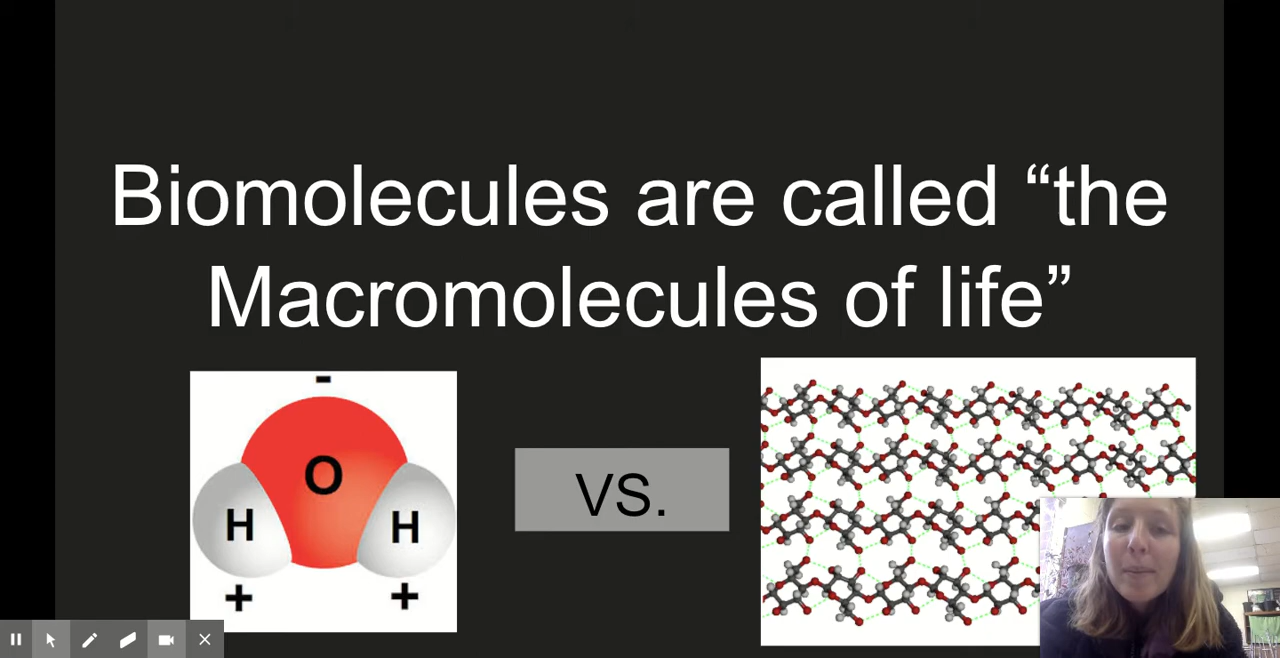 Biomolecules are called “the
Macromolecules of life”
-
O
H
H
+
+
VS.